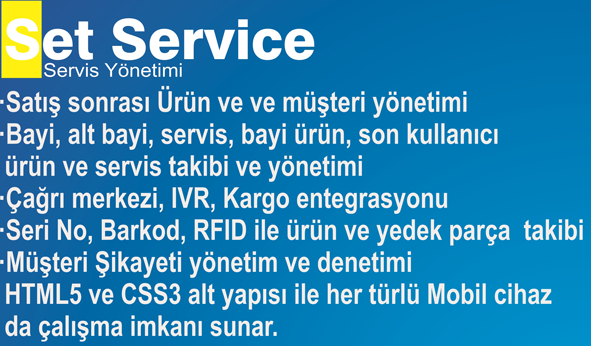 Set Service
Servis Yönetimi
·Satış sonrası Ürün ve ve müşteri yönetimi
·Bayi, alt bayi, servis, bayi ürün, son kullanıcı
ürün ve servis takibi ve yönetimi
·Çağrı merkezi, IVR, Kargo entegrasyonu
·Seri No, Barkod, RFID ile ürün ve yedek parça takibi
·Müşteri Şikayeti yönetim ve denetimi
HTML5 ve CSS3 alt yapısı ile her türlü Mobil cihaz
da çalışma imkanı sunar.